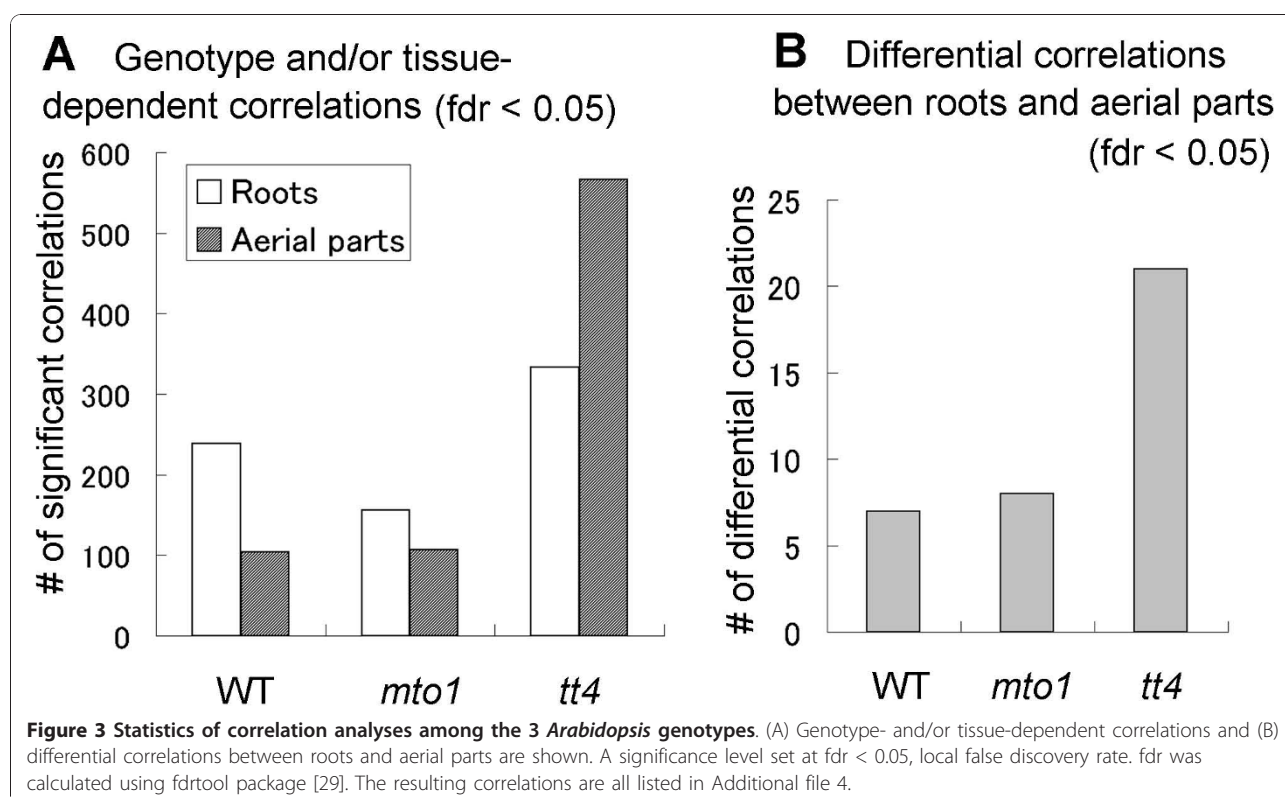 A Genotype and/or tissue-
dependent correlations (fdr < 0.05)
# of significant correlations
600
500
400
300
200
100
0
Roots
Aerial parts
WT
mto1
tt4
B Differential correlations
between roots and aerial parts
(fdr < 0.05)
# of differential correlations
25
20
15
10
5
0
WT
mto1
tt4
Figure 3 Statistics of correlation analyses among the 3 Arabidopsis genotypes. (A) Genotype- and/or tissue-dependent correlations and (B)
differential correlations between roots and aerial parts are shown. A significance level set at fdr < 0.05, local false discovery rate. fdr was
calculated using fdrtool package [29]. The resulting correlations are all listed in Additional file 4.